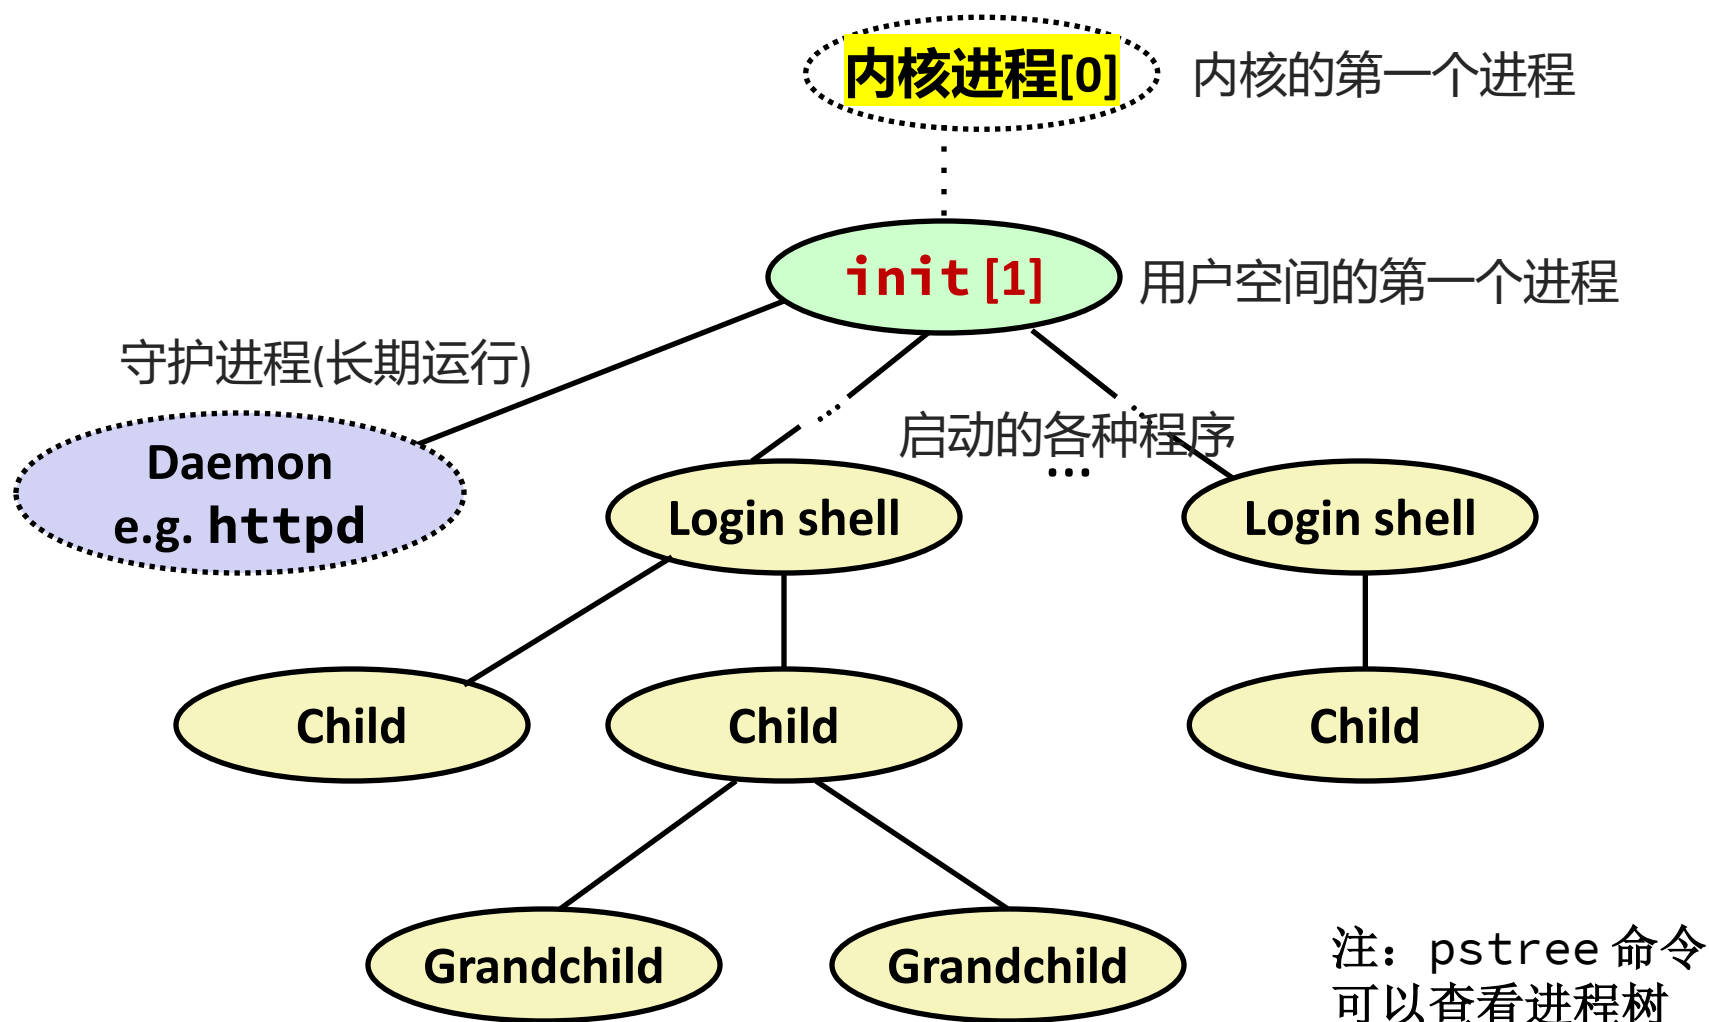 内核进程[0]
内核的第一个进程
init [1]
用户空间的第一个进程
守护进程(长期运行)
启动的各种程序
...
Daemon
e.g. httpd
Login shell
Login shell
Child
Child
Child
Grandchild
Grandchild
注：pstree 命令
可以查看进程树